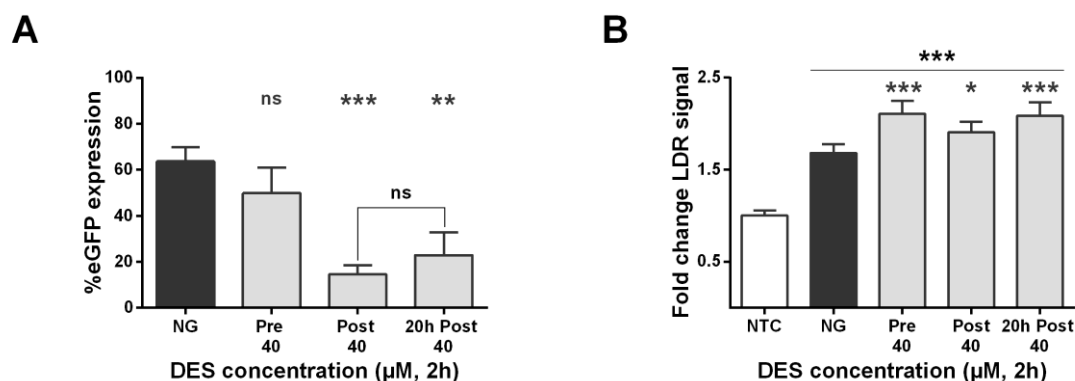 A
100
80
60
40
20
0
%eGFP expression
ns
***
**
ns
NG
Pre
40
Post
40
20h Post
40
DES concentration (µM, 2h)
B
2.5
1.5
0.5
Fold change LDR signal
***
***
*
***
NTC
NG
Pre
40
Post
40
20h Post
40
DES concentration (µM, 2h)